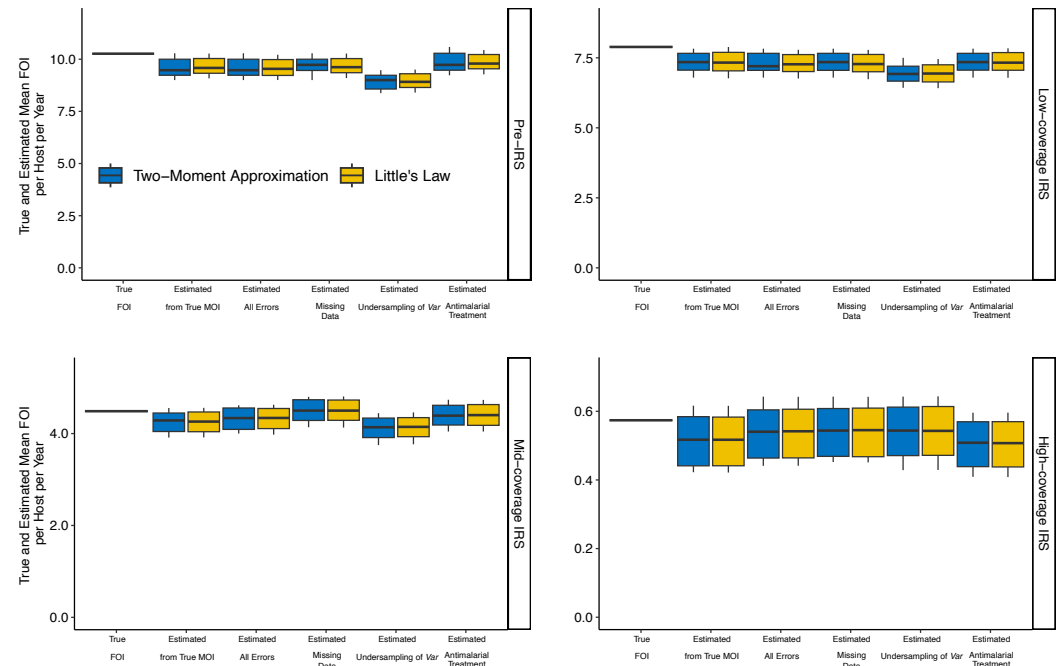 True and Estimated Mean FOI
per Host per Year
10.0
7.5
5.0
2.5
0.0
Two-Moment Approximation
Little's Law
Pre-IRS
True
FOI
Estimated
from True MOI
Estimated
All Errors
Estimated
Missing
Data
Estimated
Undersampling of Var
Estimated
Antimalarial
Treatment
7.5
5.0
2.5
0.0
Low-coverage IRS
True
FOI
Estimated
from True MOI
Estimated
All Errors
Estimated
Missing
Data
Estimated
Undersampling of Var
Estimated
Antimalarial
Treatment
True and Estimated Mean FOI
per Host per Year
4.0
2.0
0.0
Mid-coverage IRS
True
FOI
Estimated
from True MOI
Estimated
All Errors
Estimated
Missing
Data
Estimated
Undersampling of Var
Estimated
Antimalarial
Treatment
0.6
0.4
0.2
0.0
High-coverage IRS
True
FOI
Estimated
from True MOI
Estimated
All Errors
Estimated
Missing
Data
Estimated
Undersampling of Var
Estimated
Antimalarial
Treatment